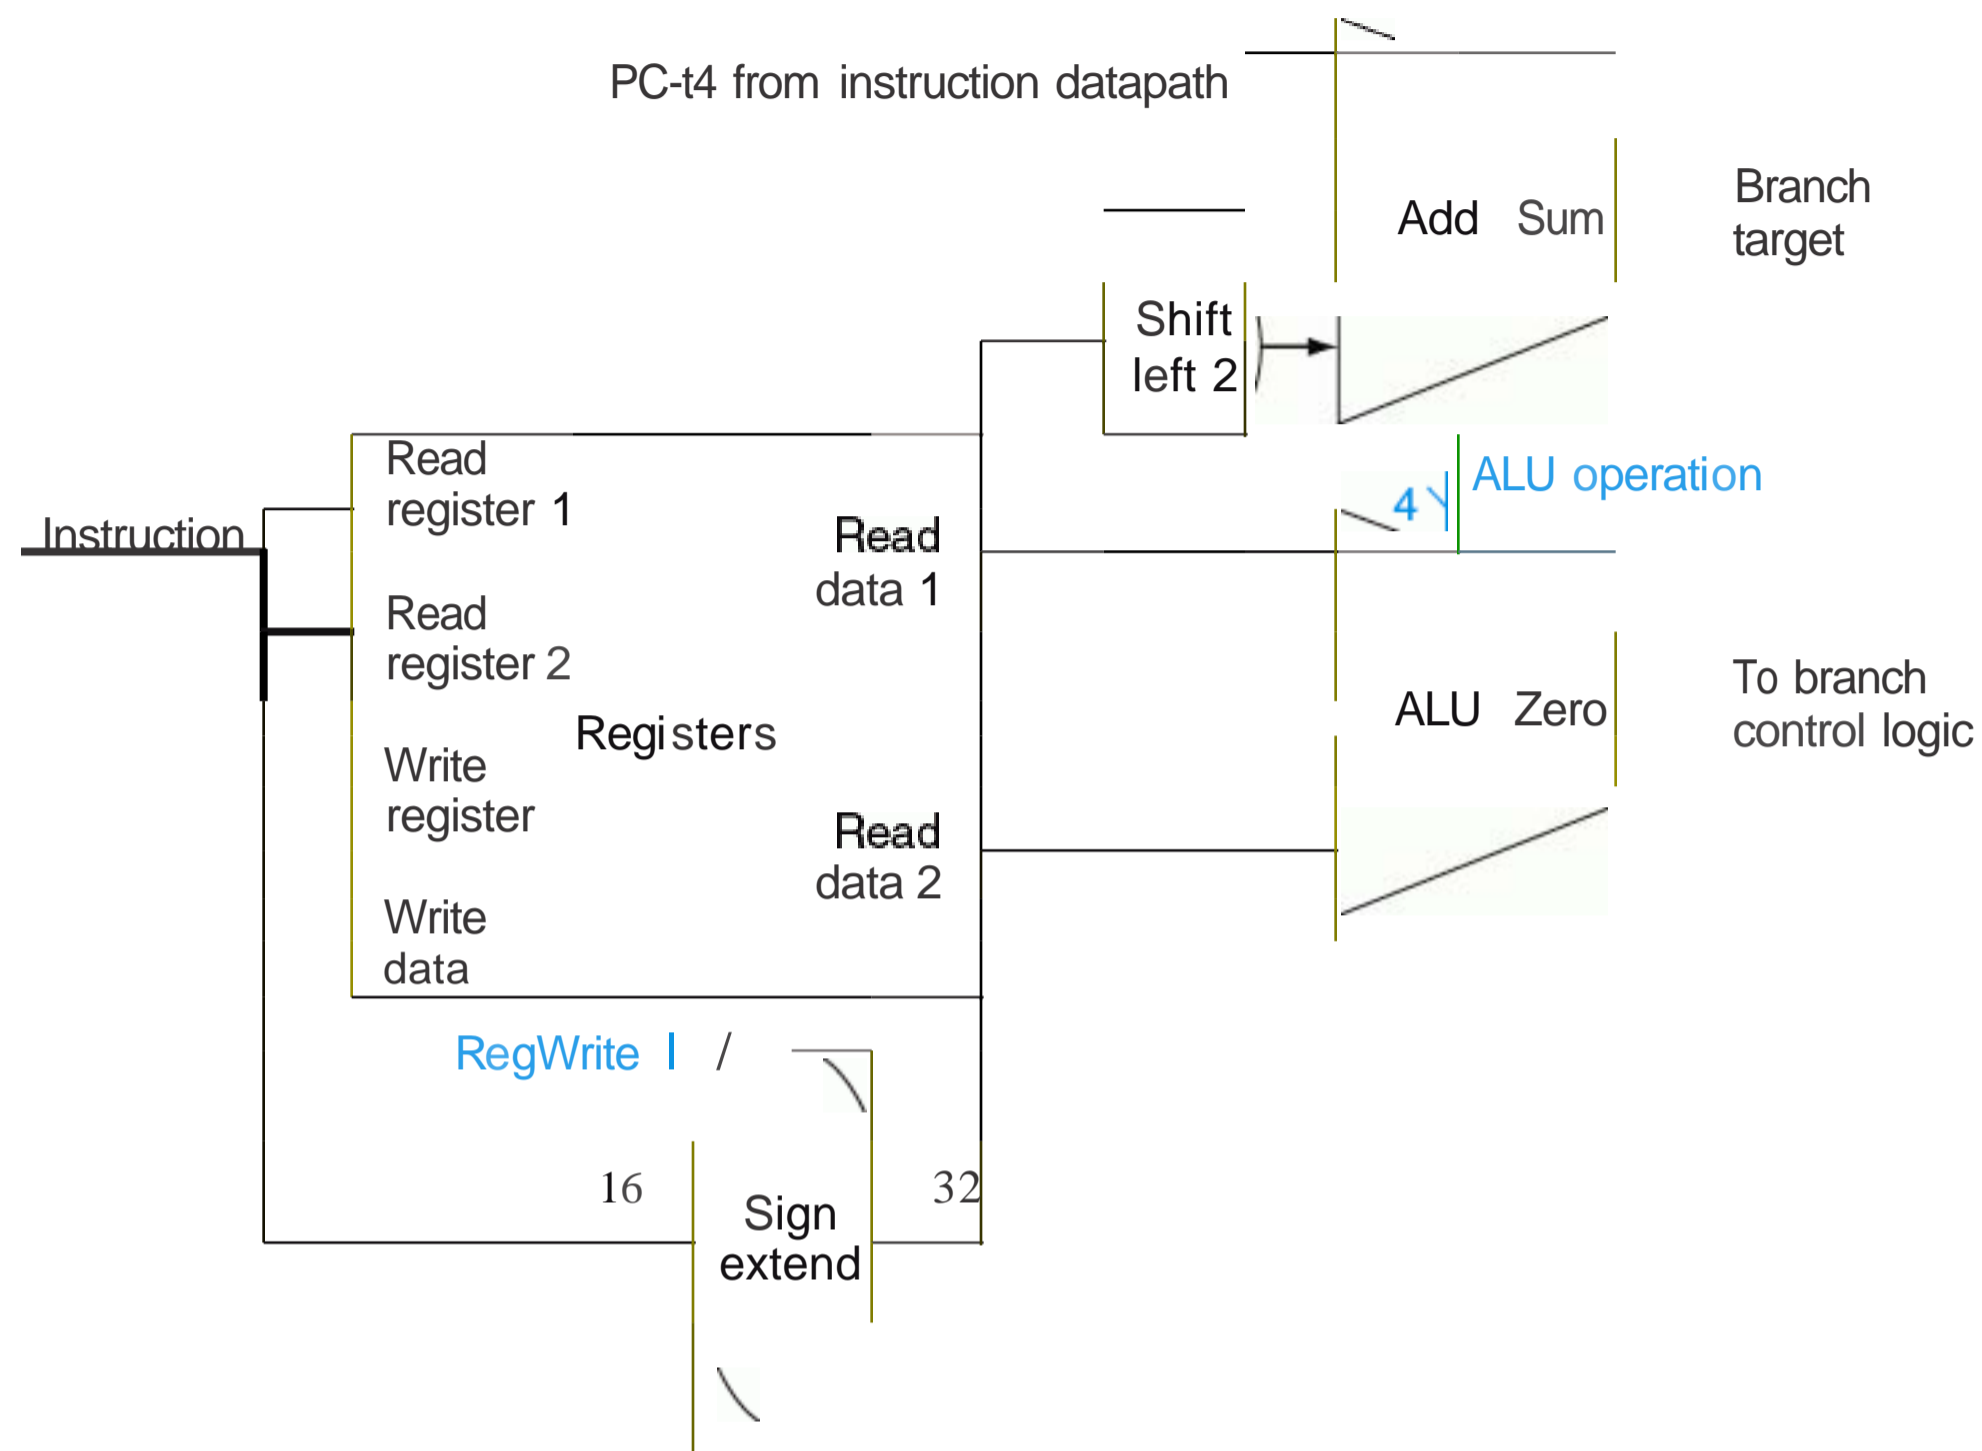 PC-t4 from instruction datapath
Branch
target
Add Sum
Shift
left 2
ALU operation
4
Instruction
Read
register 1
Read
data 1
Read
register 2
Registers
ALU Zero
To branch
control logic
Write
register
Read
data 2
Write
data
RegWrite I /
16
32
Sign
extend